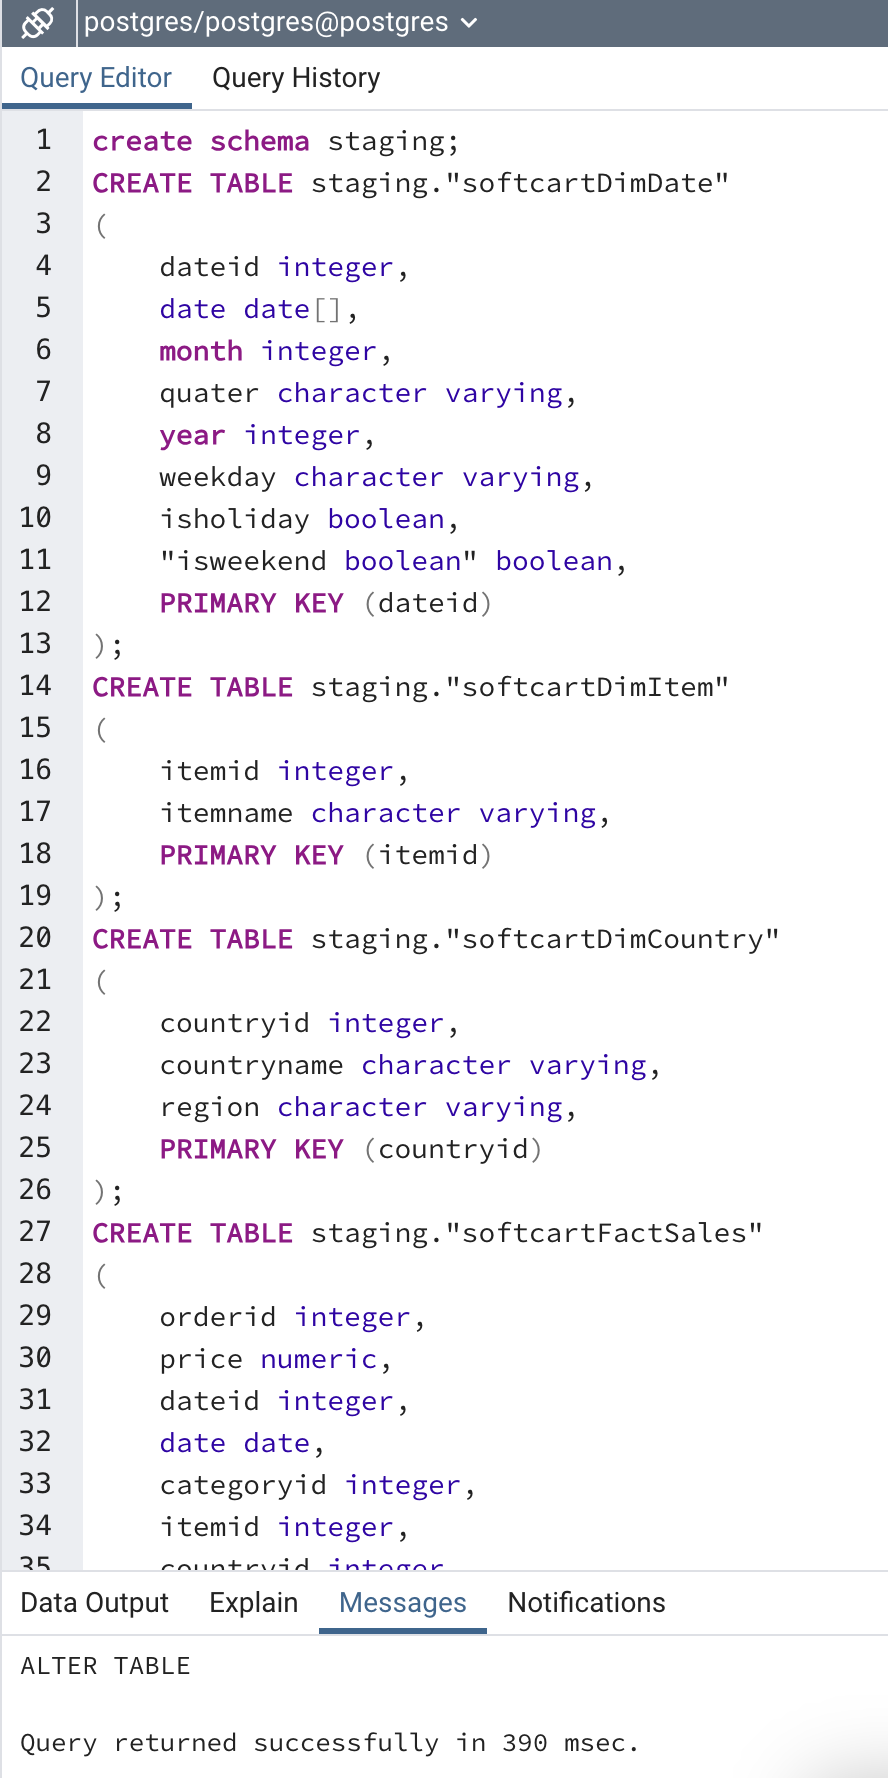 postgres/postgres@postgres
Query Editor Query History
1 create schema staging;
2 CREATE TABLE staging."softcartDimDate"
3 (
4 dateid integer,
5 date date[],
6 month integer,
7 quater character varying,
8 year integer,
9 weekday character varying,
10 isholiday boolean,
11 "isweekend boolean" boolean,
12 PRIMARY KEY (dateid)
13 );
14 CREATE TABLE staging."softcartDimItem"
15 (
16 itemid integer,
17 itemname character varying,
18 PRIMARY KEY (itemid)
19 );
20 CREATE TABLE staging."softcartDimCountry"
21 (
22 countryid integer,
23 countryname character varying,
24 region character varying,
25 PRIMARY KEY (countryid)
26 );
27 CREATE TABLE staging."softcartFactSales"
28 (
29 orderid integer,
30 price numeric,
31 dateid integer,
32 date date,
33 categoryid integer,
34 itemid integer,
35 countryid integer
Data Output Explain Messages Notifications
ALTER TABLE
Query returned successfully in 390 msec.